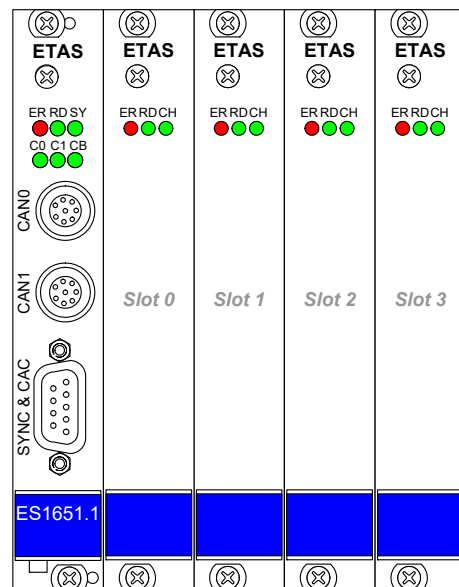 ETAS ETAS ETAS ETAS ETAS
ER RD SY ER RD CH ER RD CH ER RD CH ER RD CH
C0 C1 CB
CAN0
CAN1 Slot 0 Slot 1 Slot 2 Slot 3
SYNC & CAC
ES1651.1